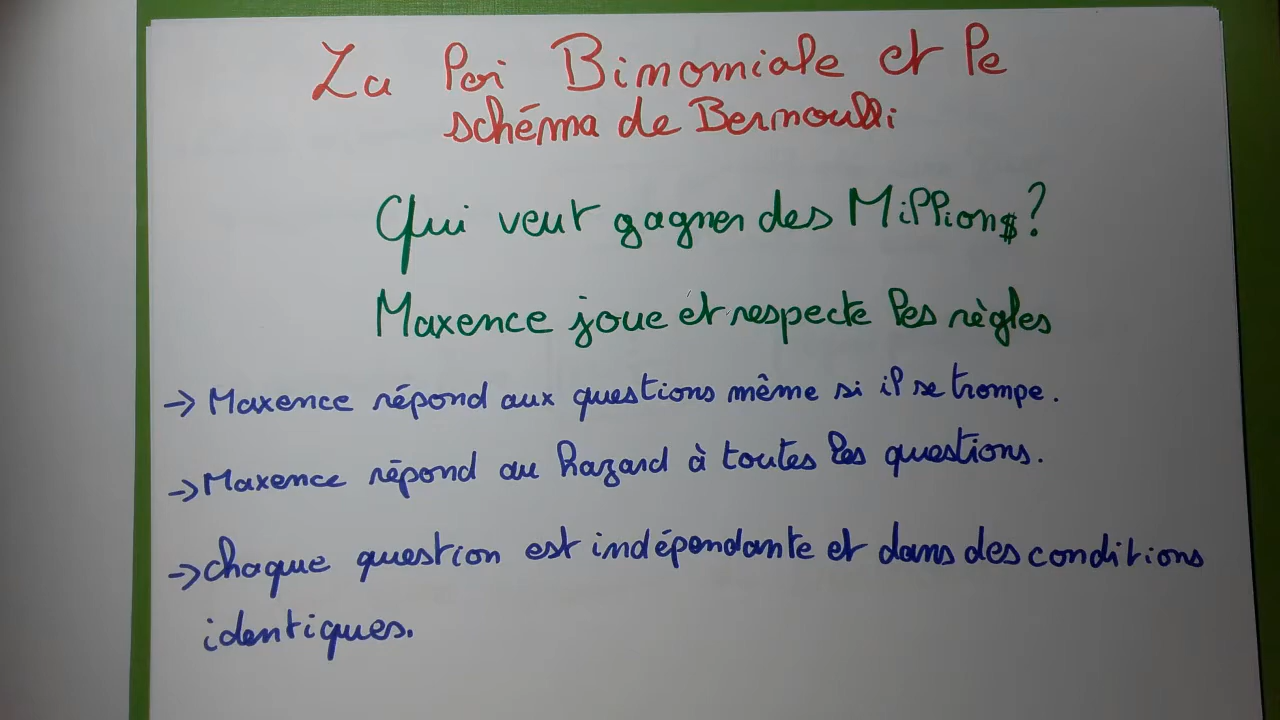 La loi Binomiale et le
schéma de Bernoulli
Qui veut gagner des Million$?
Maxence joue et respecte les règles
→ Maxence répond aux questions même si il se trompe.
→ Maxence répond au hazard à toutes les questions.
→ chaque question est indépendante et dans des conditions
identiques.